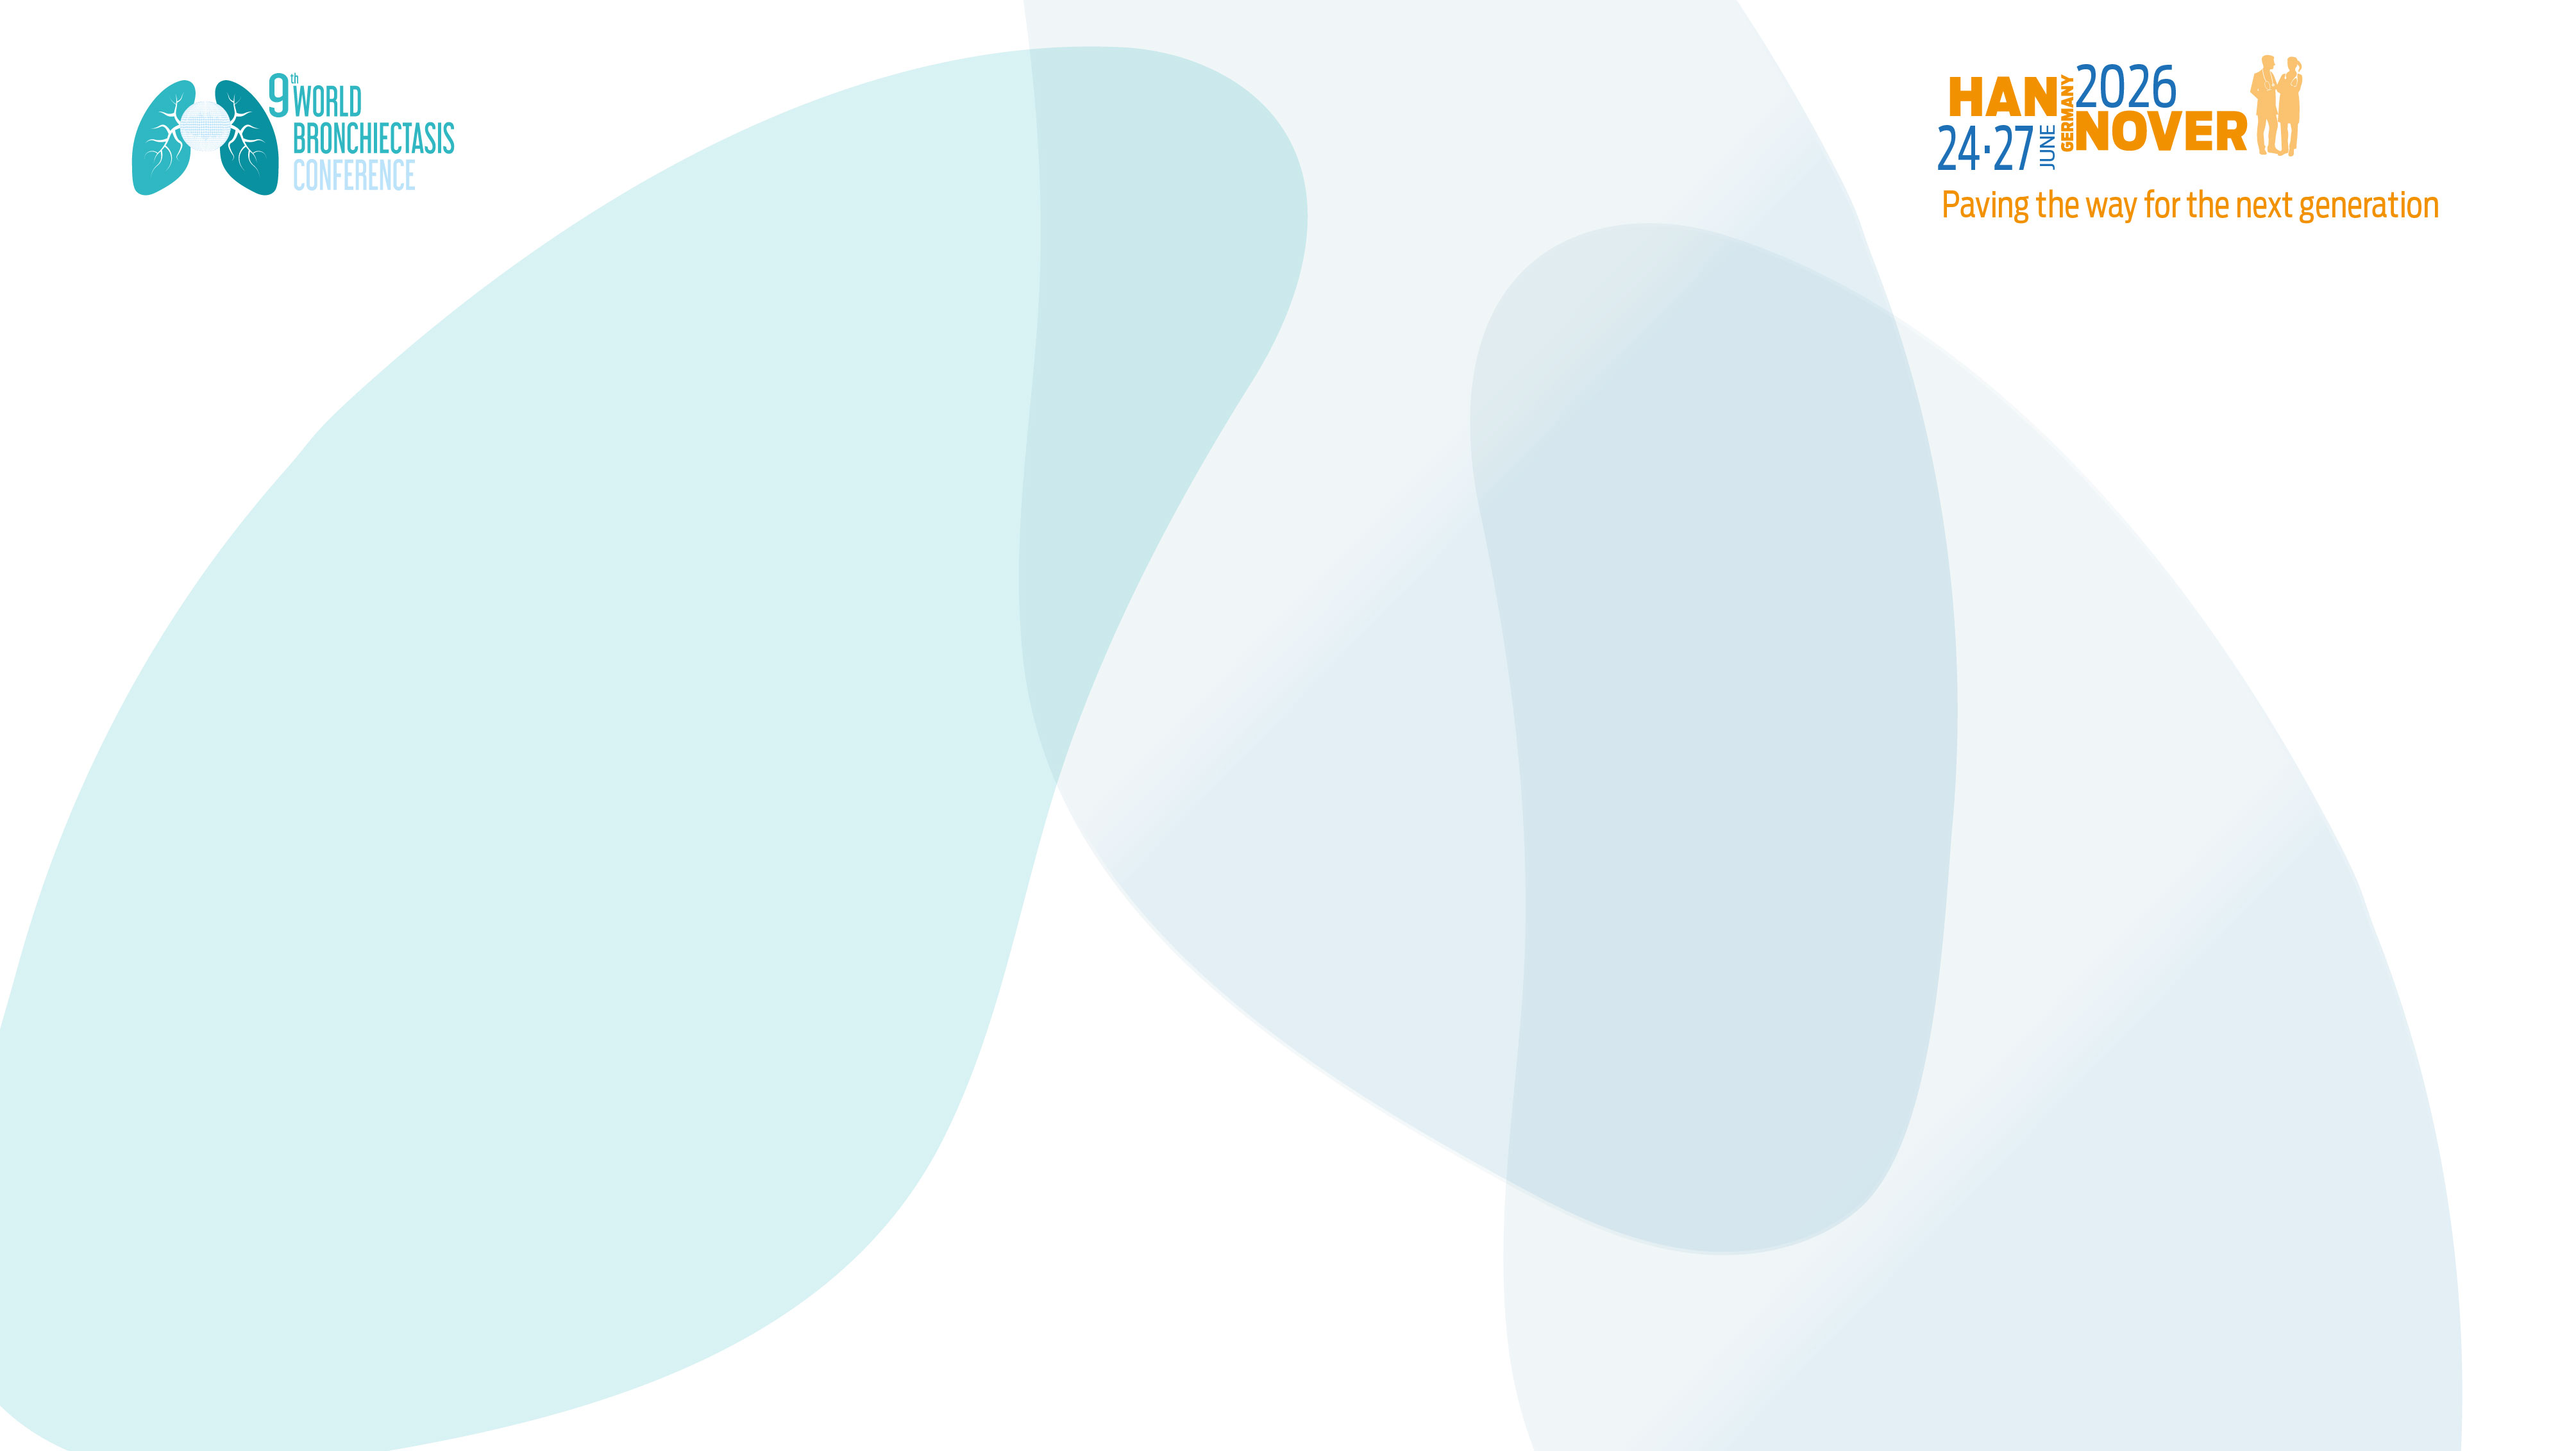 9th WORLD
BRONCHIECTASIS
CONFERENCE
HAN
NOVER
GERMANY
2026
24·27
JUNE
Paving the way for the next generation